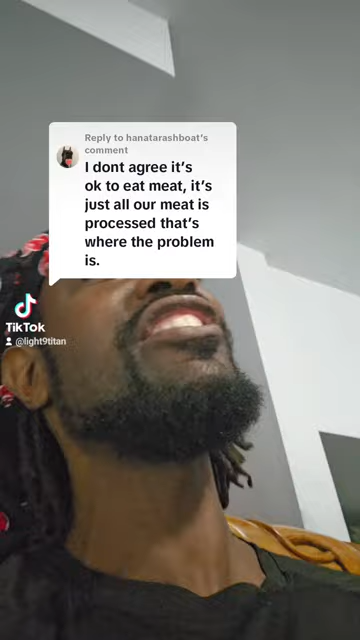 Reply to hanatarashboat's
comment
I dont agree it's
ok to eat meat, it's
just all our meat is
processed that's
where the problem
is.
TikTok
@light9titan